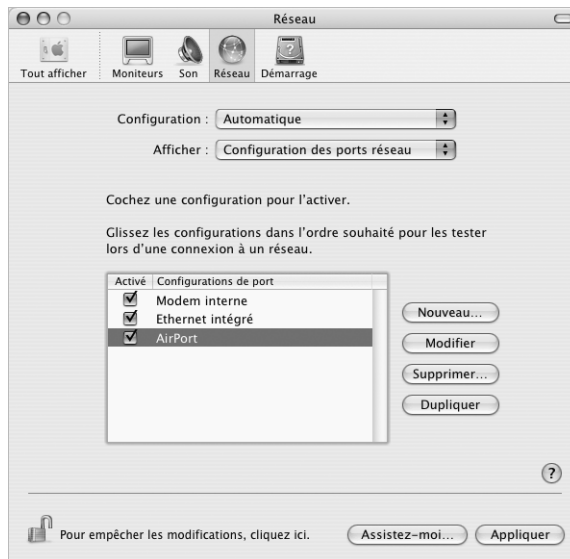 Réseau
Tout afficher
Moniteurs
Son
Réseau
Démarrage
Configuration : Automatique
Afficher : Configuration des ports réseau
Cochez une configuration pour l'activer.
Glissez les configurations dans l'ordre souhaité pour les tester
lors d'une connexion à un réseau.
Activé Configurations de port
Modem interne
Ethernet intégré
AirPort
Nouveau...
Modifier
Supprimer...
Dupliquer
?
Pour empêcher les modifications, cliquez ici.
Assistez-moi...
Appliquer